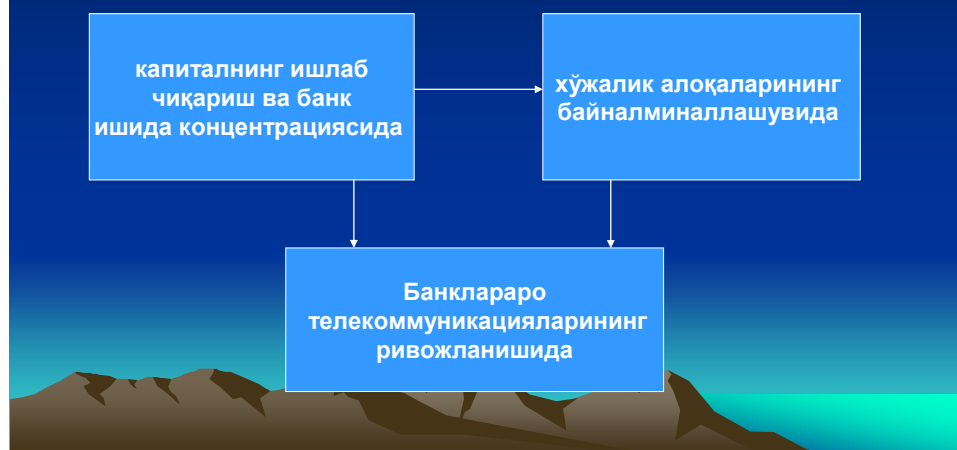 капиталнинг ишлаб
чиқариш ва банк
ишида концентрациясида
хўжалик алоқаларининг
байналминаллашувида
Банклараро
телекоммуникацияларининг
ривожланишида